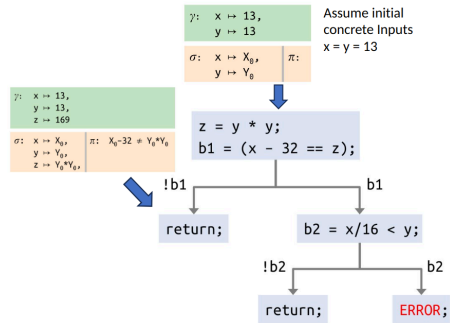 γ: x ↦ 13,
y ↦ 13
Assume initial
concrete Inputs
x = y = 13
σ: x ↦ X₀, π:
y ↦ Y₀
γ: x ↦ 13,
y ↦ 13,
z ↦ 169
σ: x ↦ X₀, π: X₀-32 ≠ Y₀*Y₀
y ↦ Y₀,
z ↦ Y₀*Y₀,
z = y * y;
b1 = (x - 32 == z);
!b1 b1
return; b2 = x/16 < y;
!b2 b2
return; ERROR;